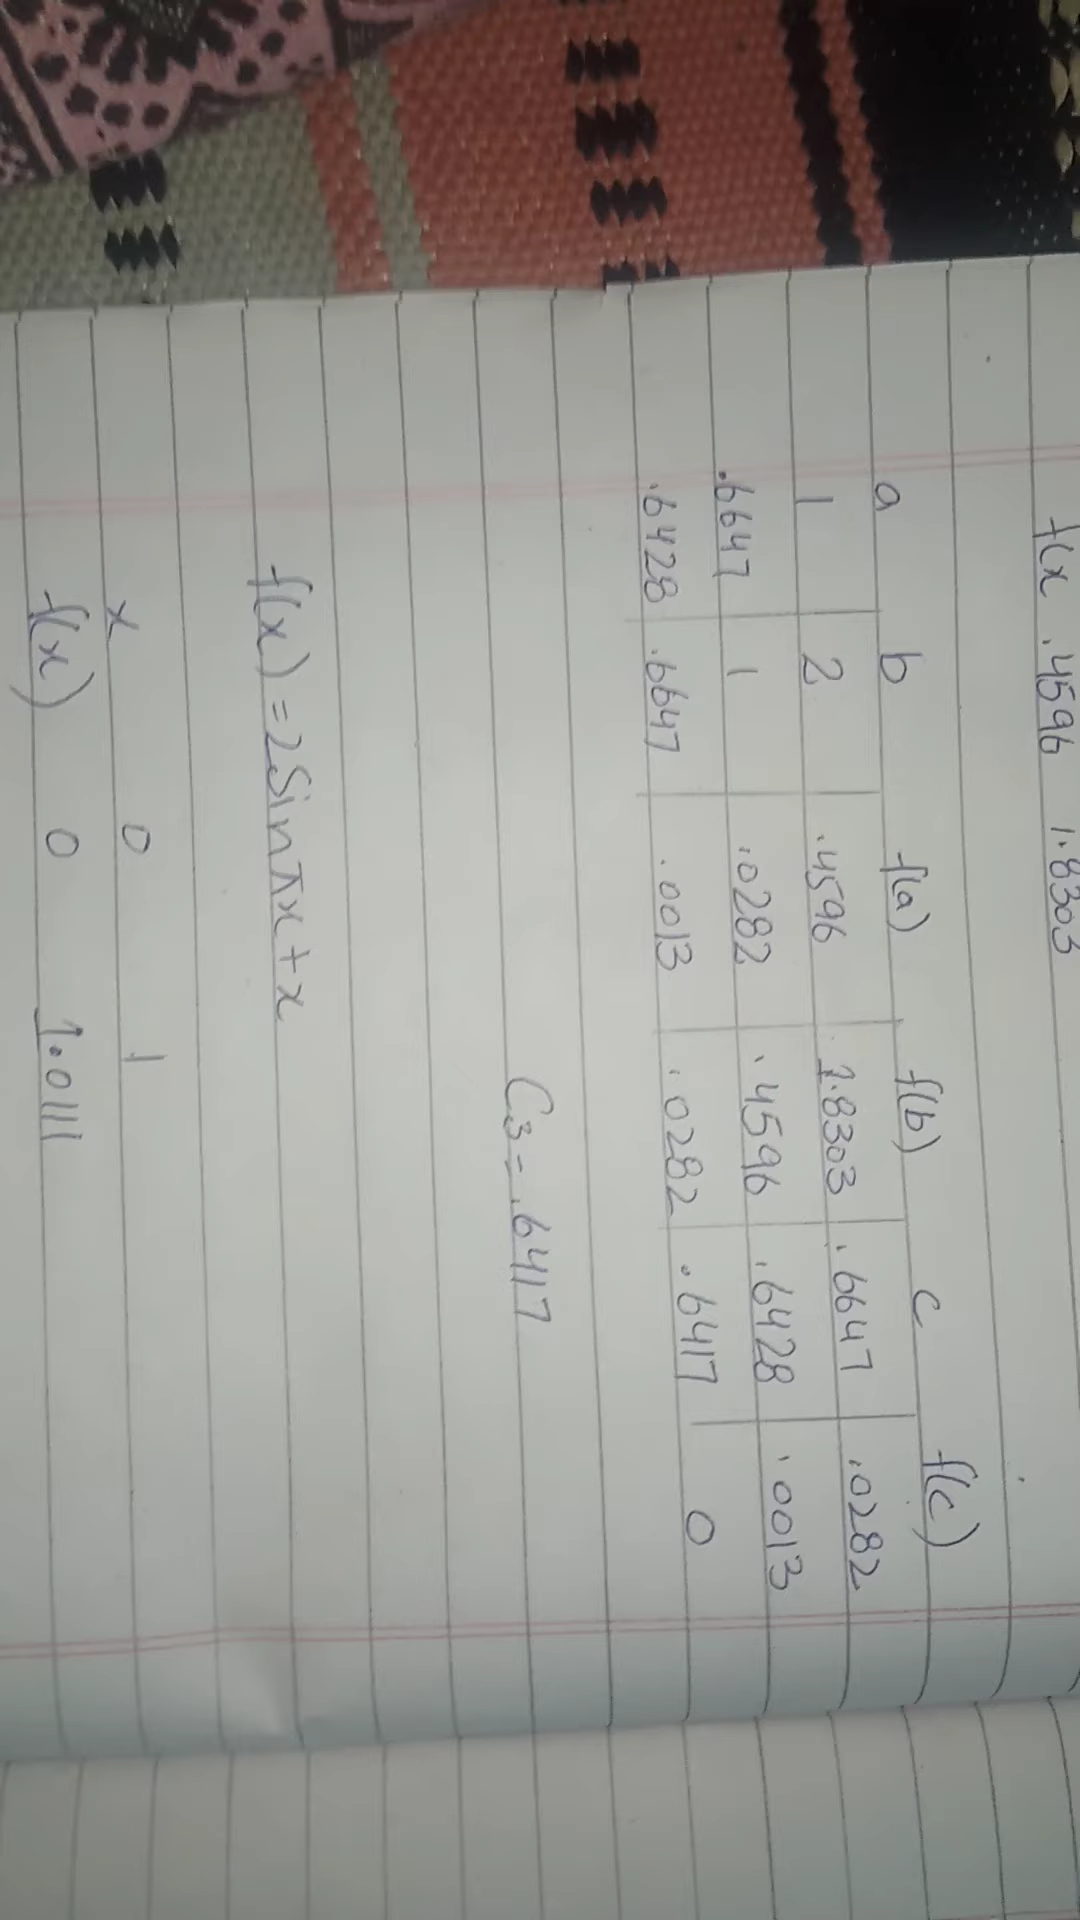 f(x .4596 1.8303
a b f(a) f(b) c f(c)
1 2 .4596 1.8303 .6647 .0282
.6647 1 .0282 .4596 .6428 .0013
.6428 .6647 .0013 .0282 .6417 0
C3 = .6417
f(x) = 2Sinπx + x
x 0 1
f(x) 0 1.0111